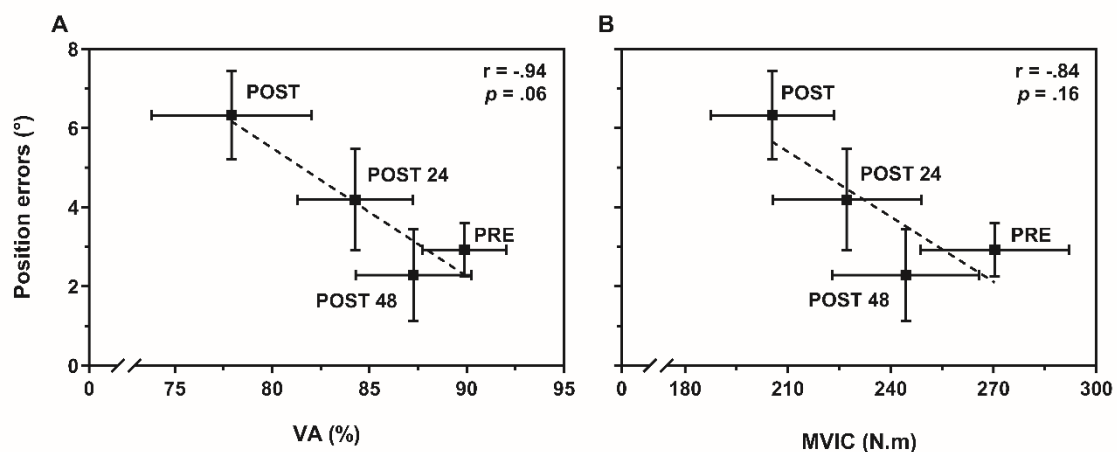 A
Position errors (°)
8
6
4
2
0
r = -.94
p = .06
POST
POST 24
PRE
POST 48
0
75
80
85
90
95
VA (%)
B
r = -.84
p = .16
POST
POST 24
PRE
POST 48
0
180
210
240
270
300
MVIC (N.m)